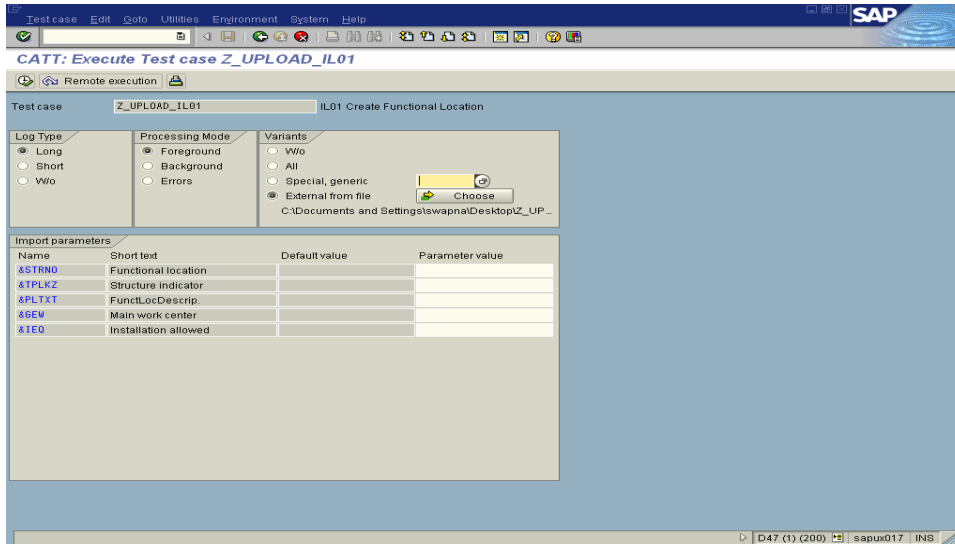 Testcase Edit Goto Utilities Environment System Help
SAP
CATT: Execute Test case Z_UPLOAD_IL01
Remote execution
Test case Z_UPLOAD_IL01 IL01 Create Functional Location
Log Type Processing Mode Variants
Long Foreground W/o
Short Background All
W/o Errors Special, generic
External from file Choose
C:\Documents and Settings\swapna\Desktop\Z_UP...
Import parameters
Name Short text Default value Parameter value
&STRNO Functional location
&TPLKZ Structure indicator
&PLTXT FunctLocDescrip.
&GEW Main work center
&IEQ Installation allowed
D47 (1) (200) sapux017 INS